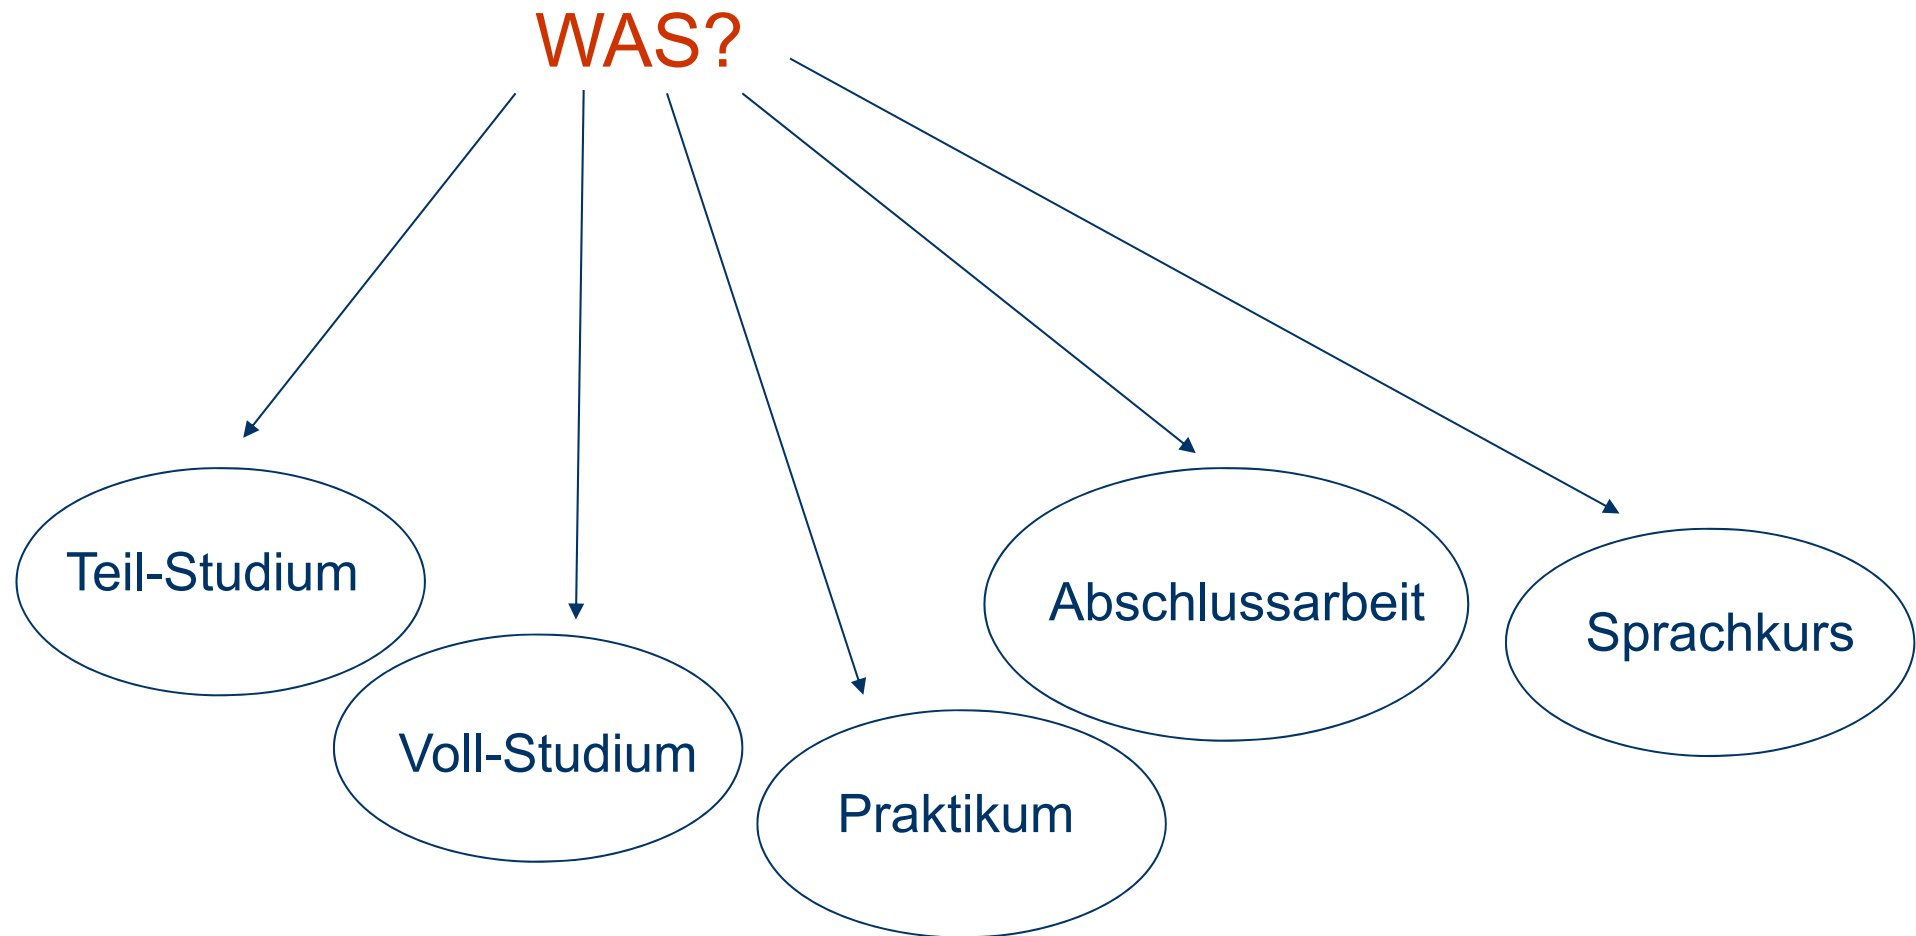 WAS?
Teil-Studium
Voll-Studium
Praktikum
Abschlussarbeit
Sprachkurs